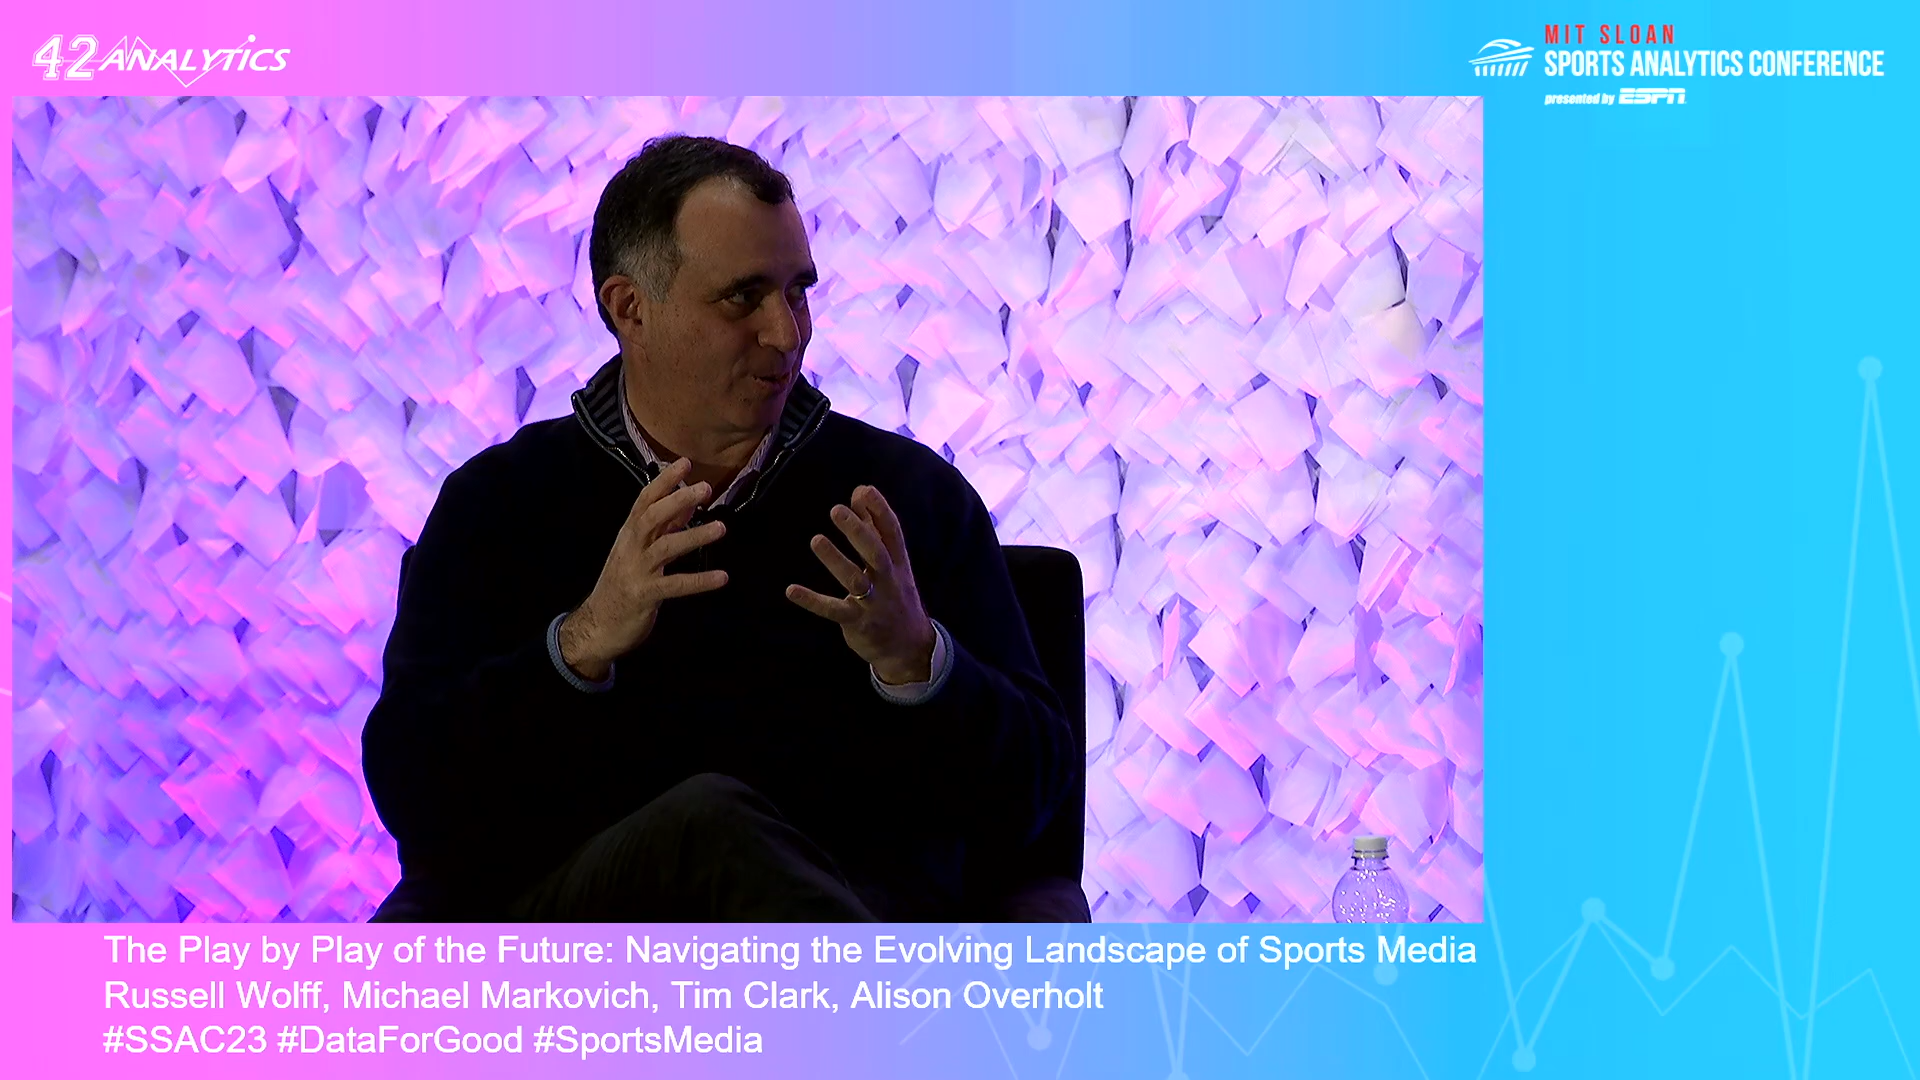 42 ANALYTICS
MIT SLOAN
SPORTS ANALYTICS CONFERENCE
presented by ESPN
The Play by Play of the Future: Navigating the Evolving Landscape of Sports Media
Russell Wolff, Michael Markovich, Tim Clark, Alison Overholt
#SSAC23 #DataForGood #SportsMedia